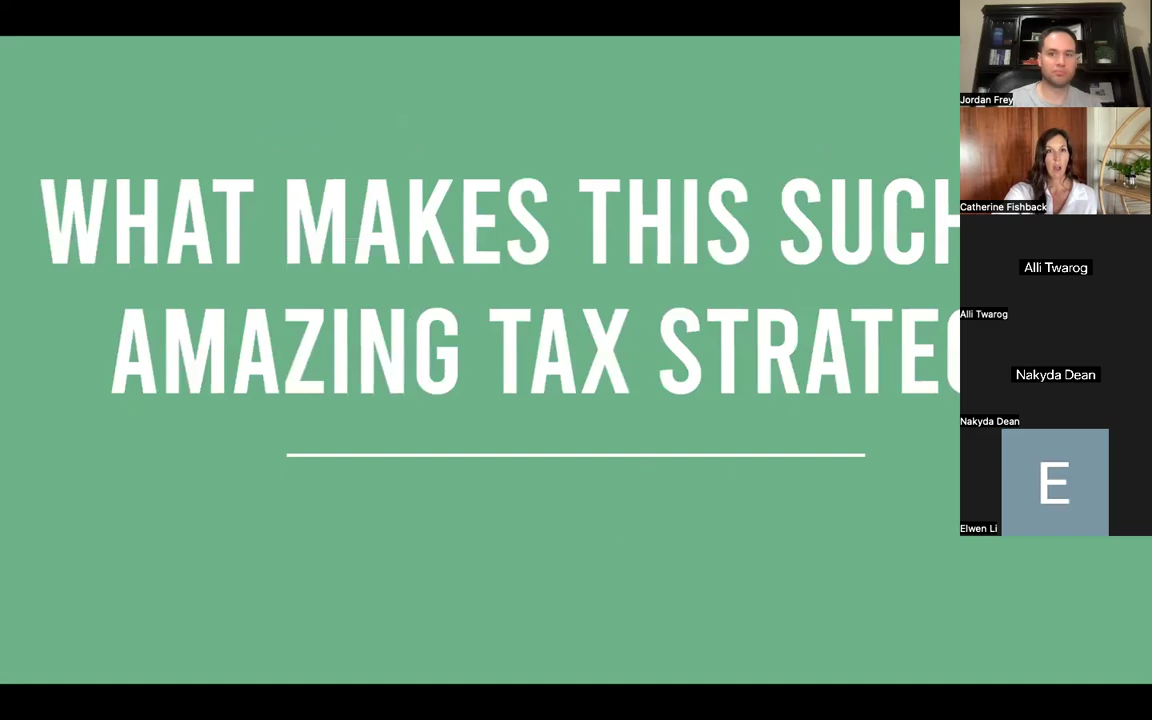 WHAT MAKES THIS SUCH
AMAZING TAX STRATEG
Jordan Frey
Catherine Fishback
Alli Twarog
Alli Twarog
Nakyda Dean
Nakyda Dean
E
Elwen Li